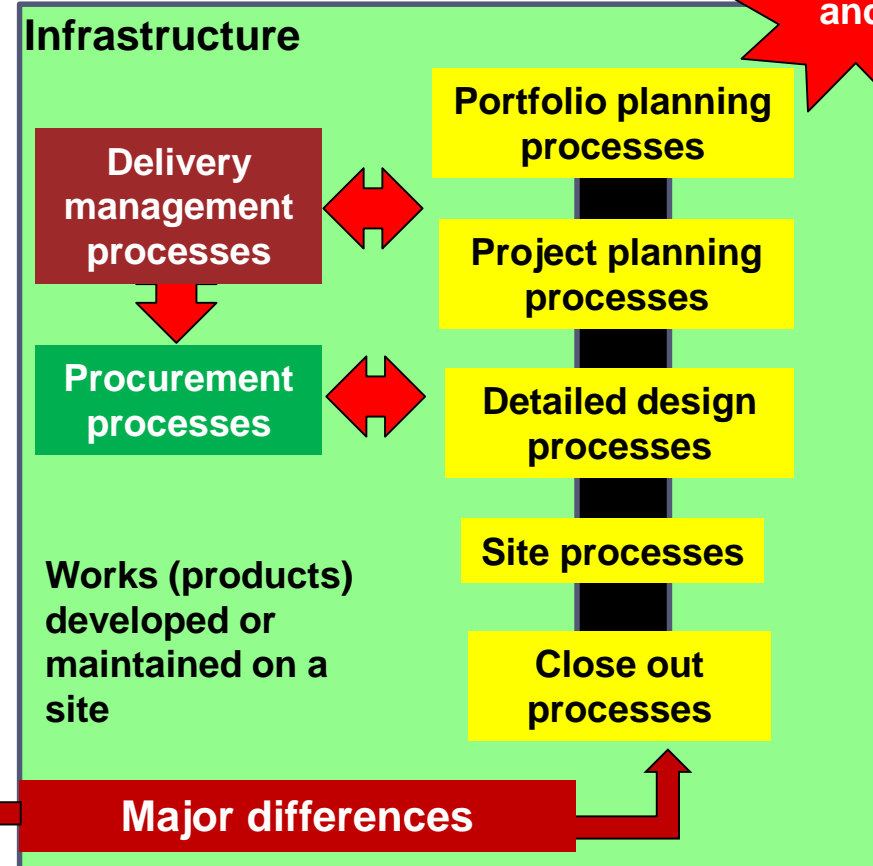 and
Infrastructure
Portfolio planning
processes
Delivery
management
processes
Project planning
processes
Procurement
processes
Detailed design
processes
Site processes
Works (products)
developed or
maintained on a
site
Close out
processes
Major differences